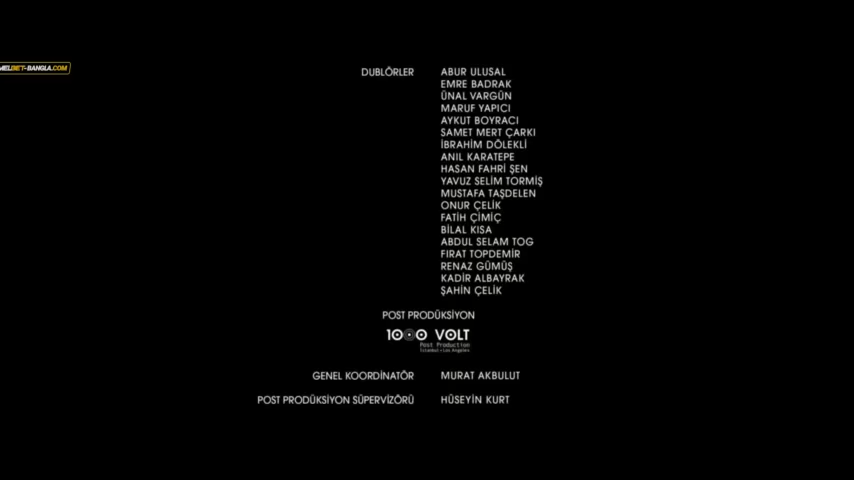 MELBET-BANGLA.COM
DUBLÖRLER ABUR ULUSAL
EMRE BADRAK
ÜNAL VARGÜN
MARUF YAPICI
AYKUT BOYRACI
SAMET MERT ÇARKI
İBRAHİM DÖLEKLİ
ANIL KARATEPE
HASAN FAHRİ ŞEN
YAVUZ SELİM TORMİŞ
MUSTAFA TAŞDELEN
ONUR ÇELİK
FATİH ÇİMİÇ
BİLAL KISA
ABDUL SELAM TOG
FIRAT TOPDEMİR
RENAZ GÜMÜŞ
KADİR ALBAYRAK
ŞAHİN ÇELİK
POST PRODÜKSİYON
1000 VOLT
Post Production
Istanbul • Los Angeles
GENEL KOORDİNATÖR MURAT AKBULUT
POST PRODÜKSİYON SÜPERVİZÖRÜ HÜSEYİN KURT